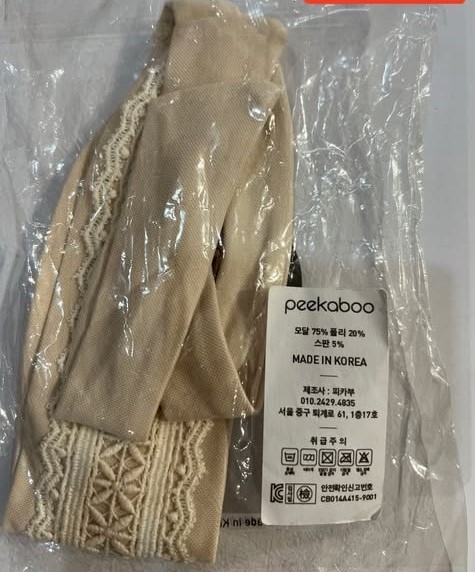 peekaboo
모달 75% 폴리 20%
스판 5%
MADE IN KOREA
제조사 : 피카부
010.2429.4835
서울 중구 퇴계로 61, 1층17호
취급주의
안전확인신고번호
CB014A415-9001